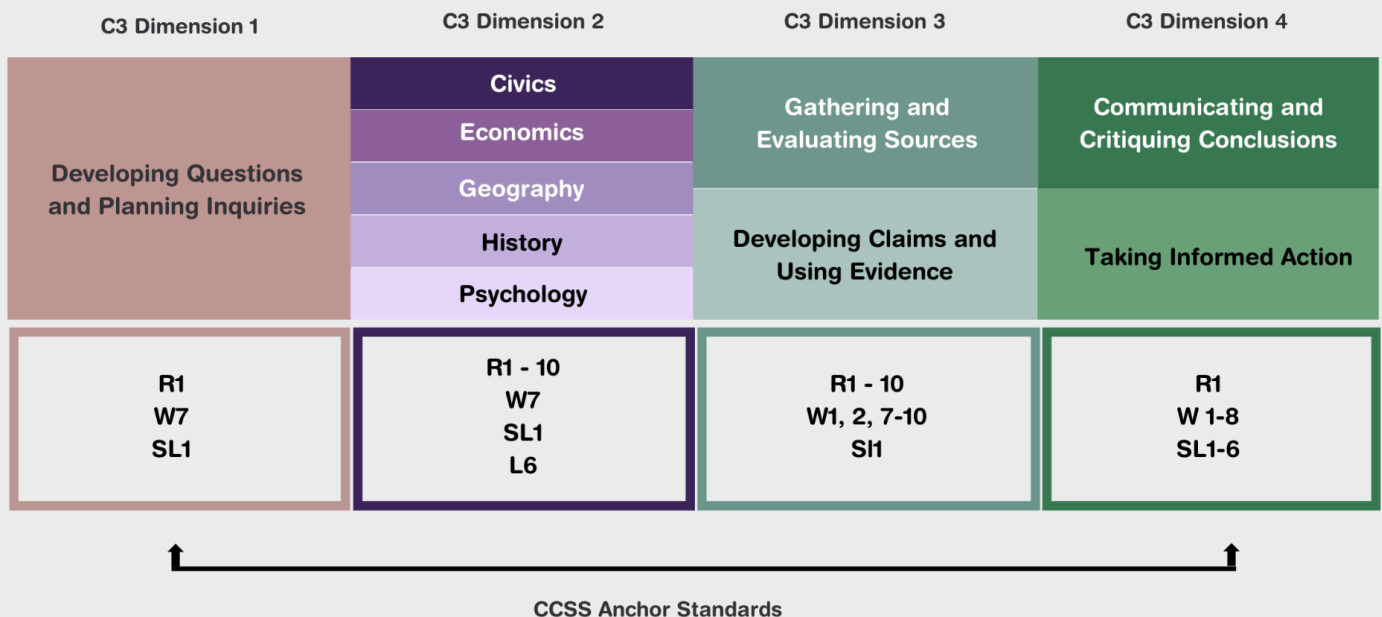 C3 Dimension 1
C3 Dimension 2
C3 Dimension 3
C3 Dimension 4
Developing Questions
and Planning Inquiries
Civics
Economics
Geography
History
Psychology
Gathering and
Evaluating Sources
Developing Claims and
Using Evidence
Communicating and
Critiquing Conclusions
Taking Informed Action
R1
W7
SL1
R1 - 10
W7
SL1
L6
R1 - 10
W1, 2, 7-10
Sl1
R1
W 1-8
SL1-6
CCSS Anchor Standards